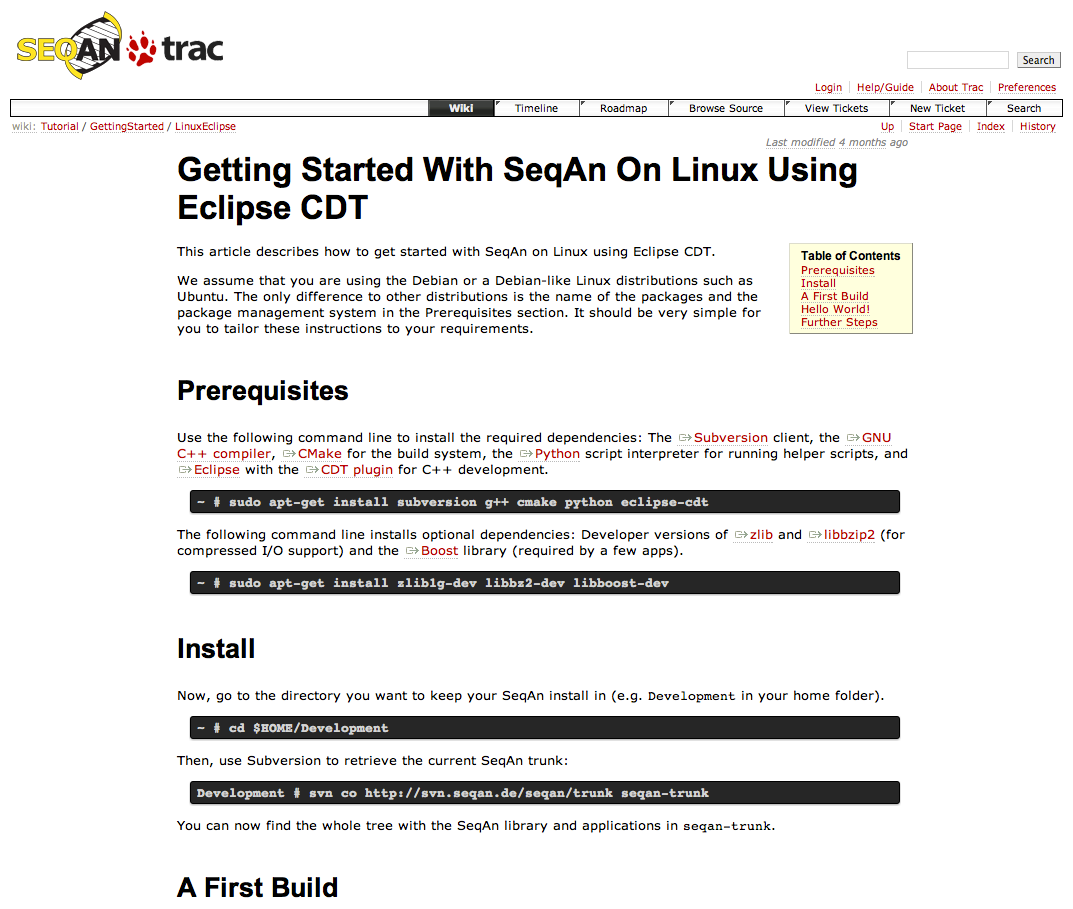 SEQAN trac
Search
Login Help/Guide About Trac Preferences
Wiki Timeline Roadmap Browse Source View Tickets New Ticket Search
wiki: Tutorial / GettingStarted / LinuxEclipse
Up Start Page Index History
Last modified 4 months ago
Getting Started With SeqAn On Linux Using
Eclipse CDT
This article describes how to get started with SeqAn on Linux using Eclipse CDT.
We assume that you are using the Debian or a Debian-like Linux distributions such as
Ubuntu. The only difference to other distributions is the name of the packages and the
package management system in the Prerequisites section. It should be very simple for
you to tailor these instructions to your requirements.
Table of Contents
Prerequisites
Install
A First Build
Hello World!
Further Steps
Prerequisites
Use the following command line to install the required dependencies: The Subversion client, the GNU
C++ compiler, CMake for the build system, the Python script interpreter for running helper scripts, and
Eclipse with the CDT plugin for C++ development.
~ # sudo apt-get install subversion g++ cmake python eclipse-cdt
The following command line installs optional dependencies: Developer versions of zlib and libbzip2 (for
compressed I/O support) and the Boost library (required by a few apps).
~ # sudo apt-get install zlib1g-dev libbz2-dev libboost-dev
Install
Now, go to the directory you want to keep your SeqAn install in (e.g. Development in your home folder).
~ # cd $HOME/Development
Then, use Subversion to retrieve the current SeqAn trunk:
Development # svn co http://svn.seqan.de/seqan/trunk seqan-trunk
You can now find the whole tree with the SeqAn library and applications in seqan-trunk.
A First Build